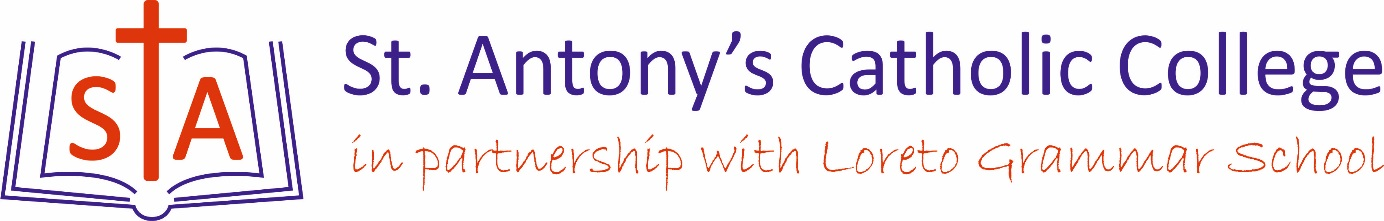 STA
St. Antony's Catholic College
in partnership with Loreto Grammar School